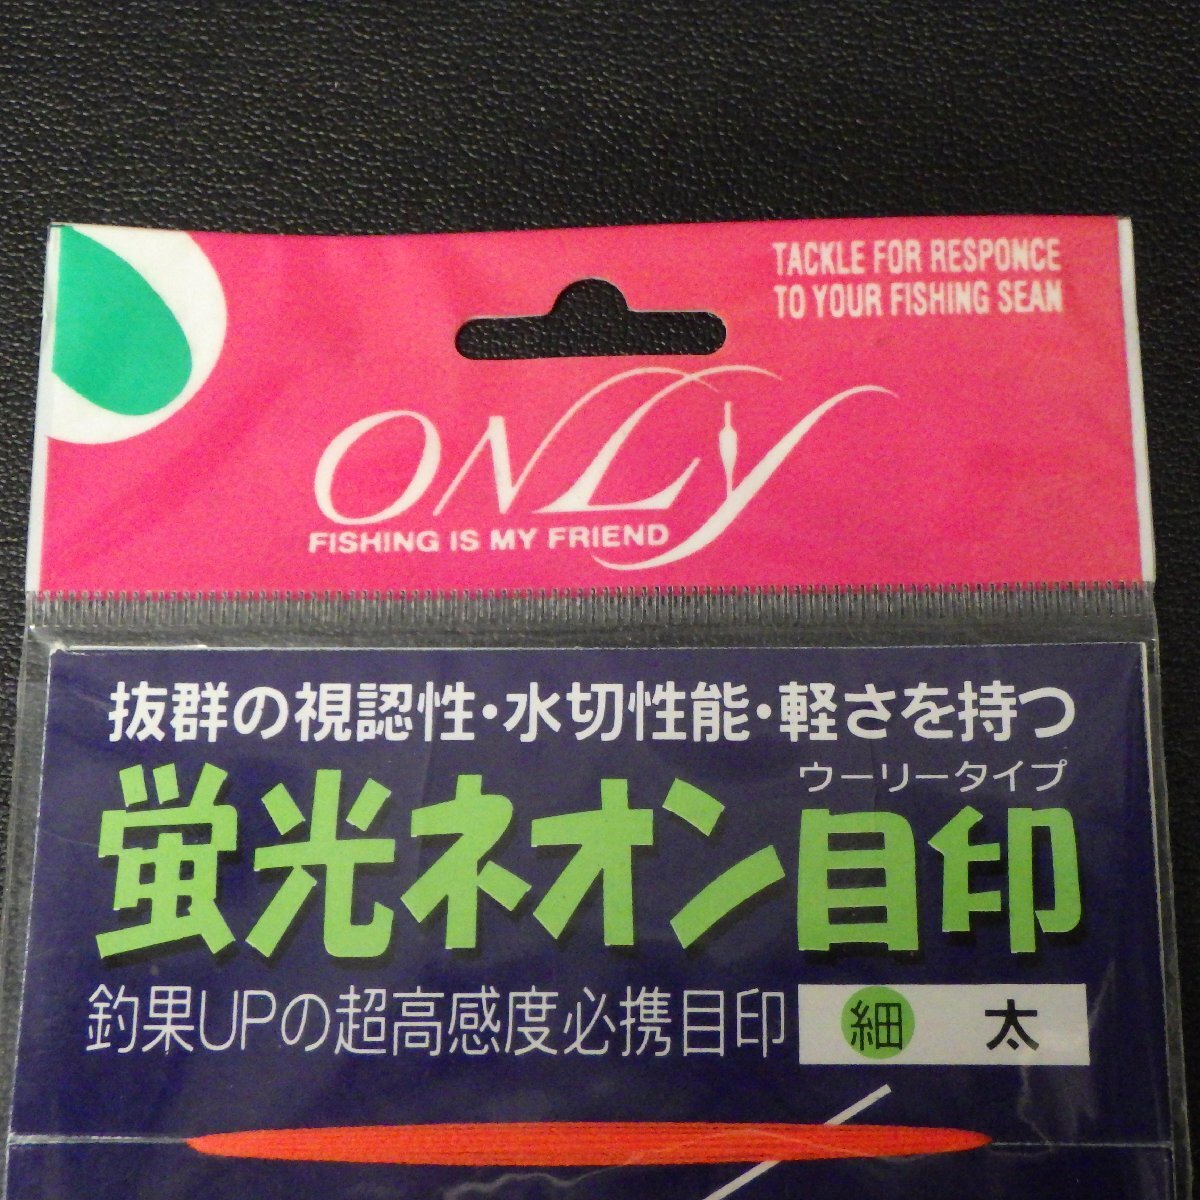 TACKLE FOR RESPONCE
TO YOUR FISHING SEAN
ONLY
FISHING IS MY FRIEND
抜群の視認性・水切性能・軽さを持つ
ウーリータイプ
蛍光ネオン目印
釣果UPの超高感度必携目印 細 太